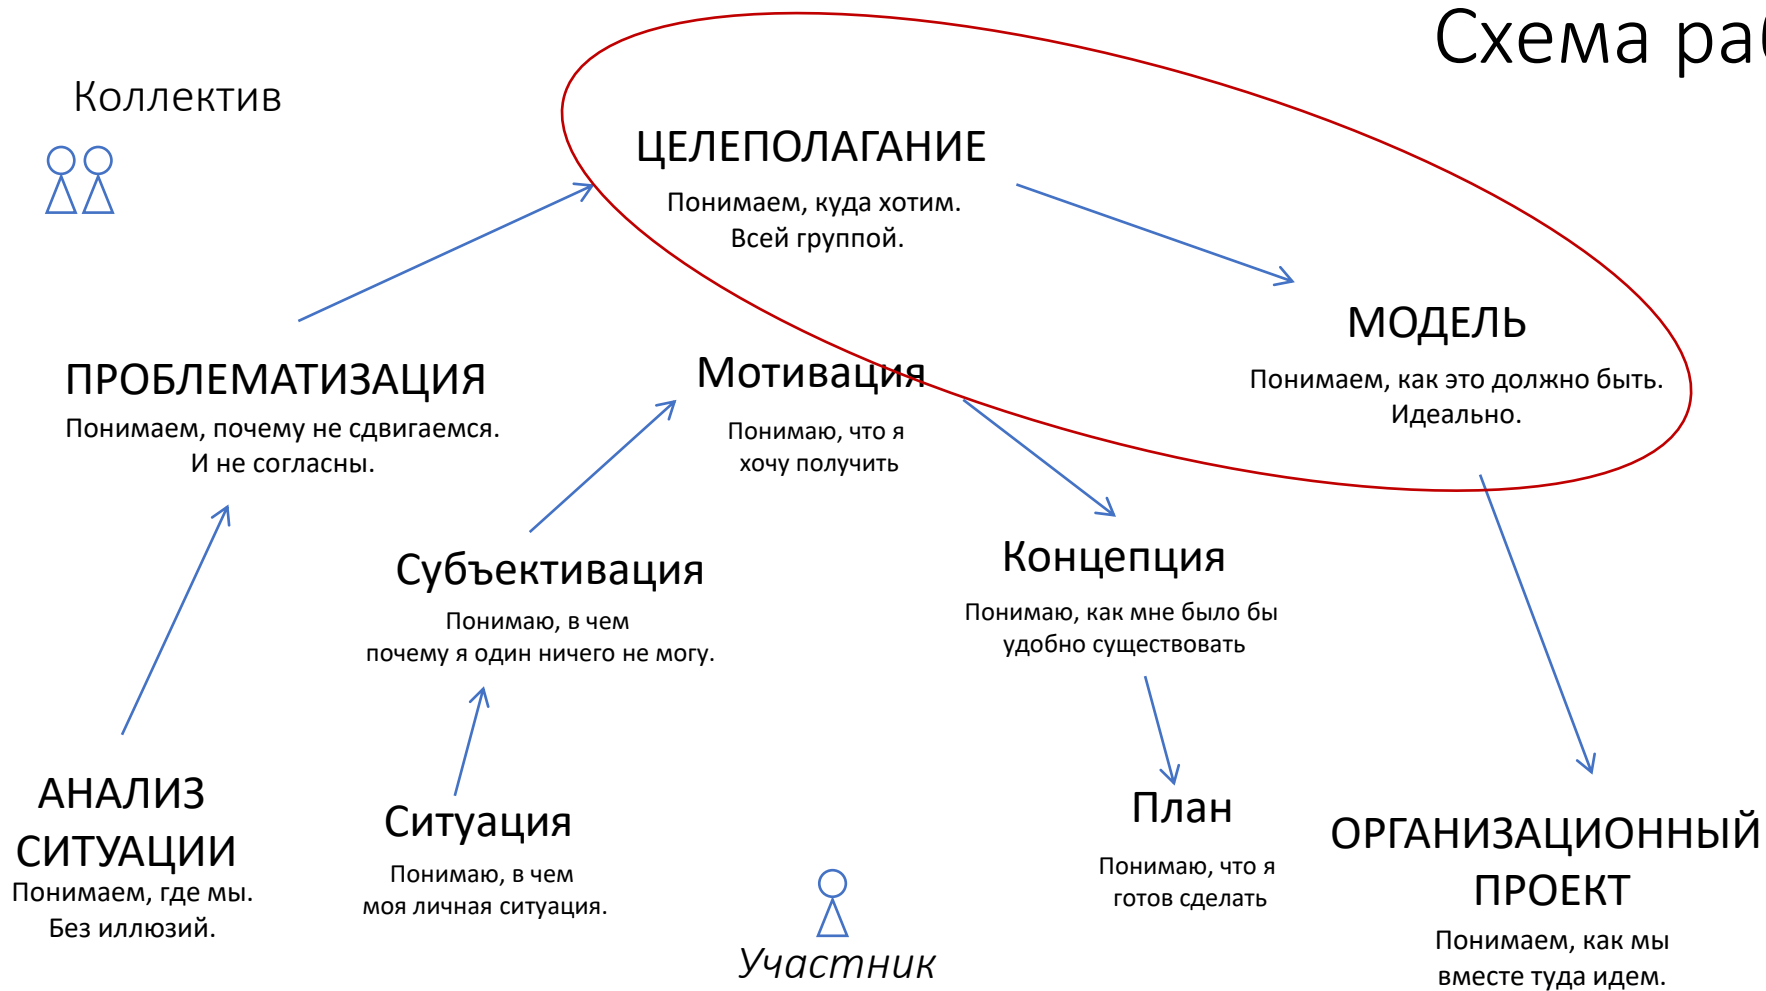 Схема раб
Коллектив
ЦЕЛЕПОЛАГАНИЕ
Понимаем, куда хотим.
Всей группой.
МОДЕЛЬ
Понимаем, как это должно быть.
Идеально.
ПРОБЛЕМАТИЗАЦИЯ
Понимаем, почему не сдвигаемся.
И не согласны.
Мотивация
Понимаю, что я
хочу получить
Субъективация
Понимаю, в чем
почему я один ничего не могу.
Концепция
Понимаю, как мне было бы
удобно существовать
АНАЛИЗ
СИТУАЦИИ
Понимаем, где мы.
Без иллюзий.
Ситуация
Понимаю, в чем
моя личная ситуация.
План
Понимаю, что я
готов сделать
ОРГАНИЗАЦИОННЫЙ
ПРОЕКТ
Понимаем, как мы
вместе туда идем.
Участник